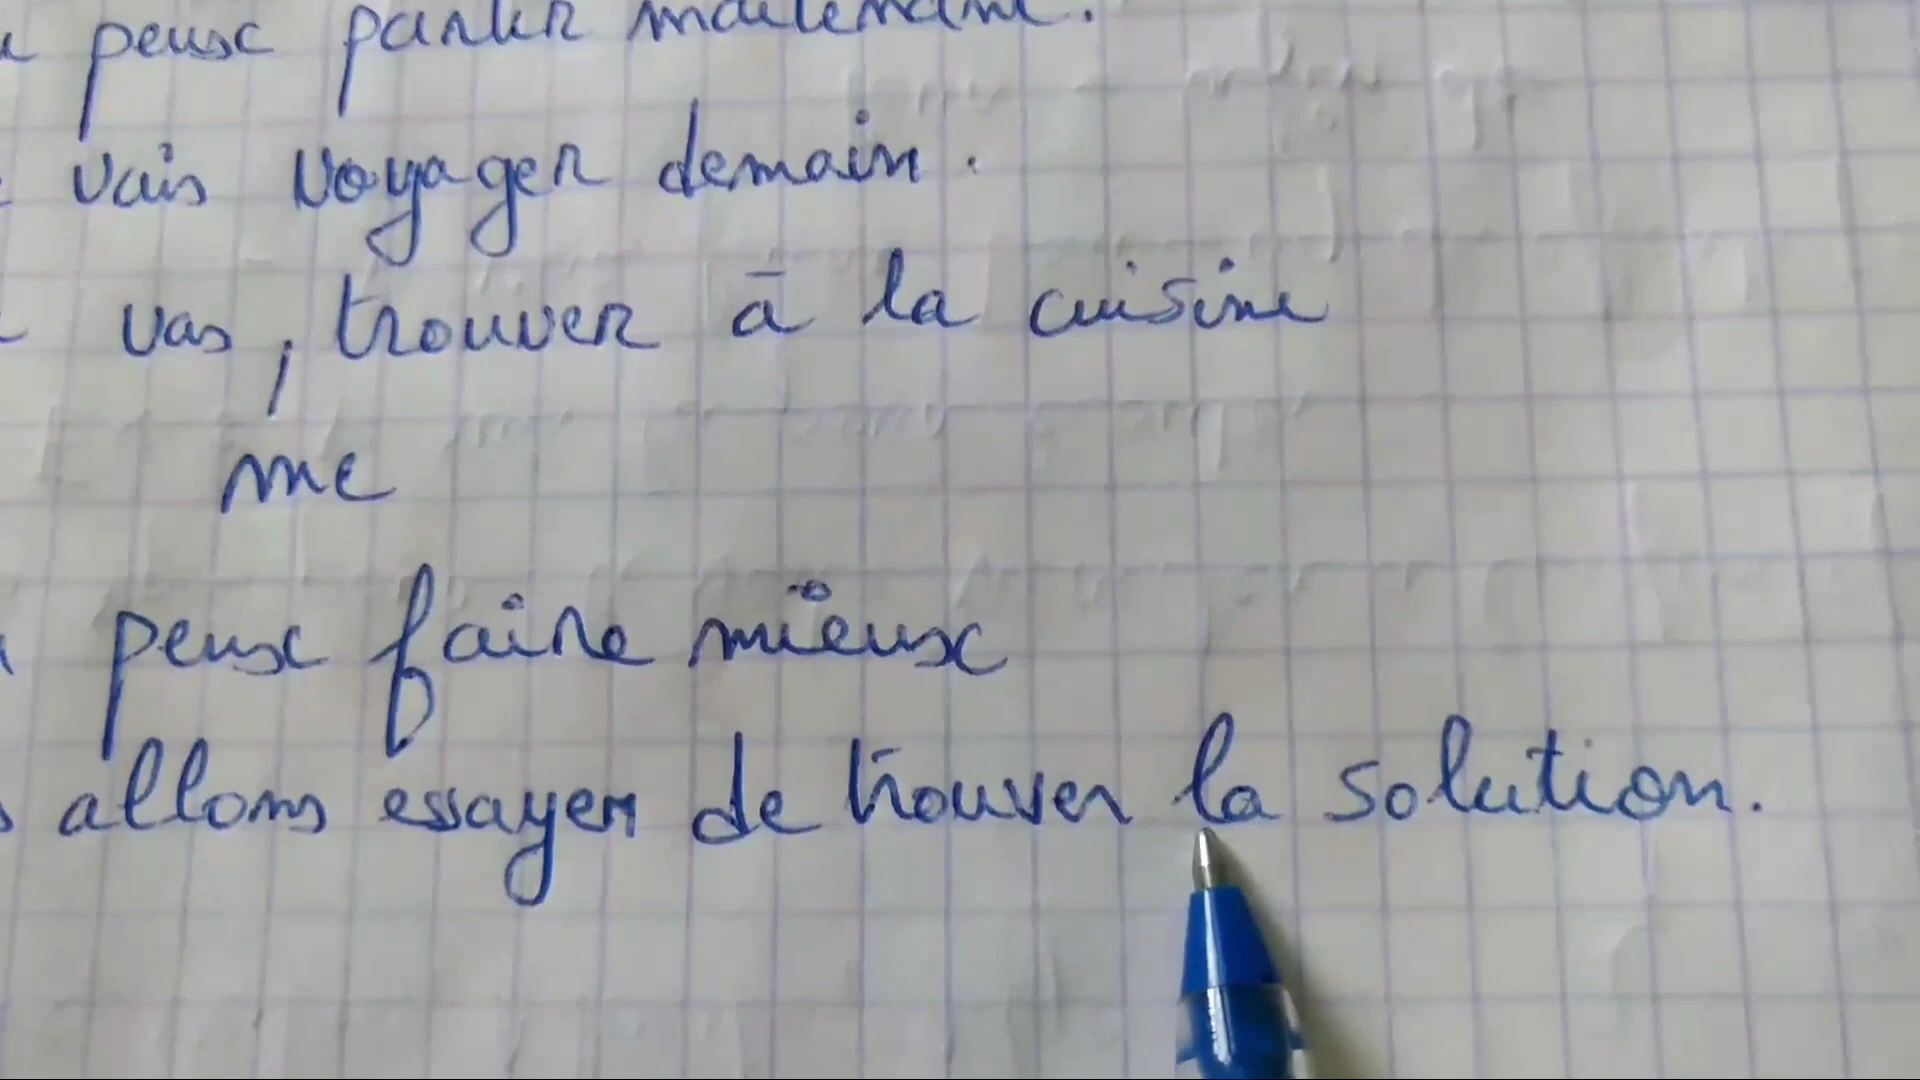 peux parler maintenant.
vais voyager demain.
vas, trouver à la cuisine
me
peux faire mieux
allons essayer de trouver la solution.